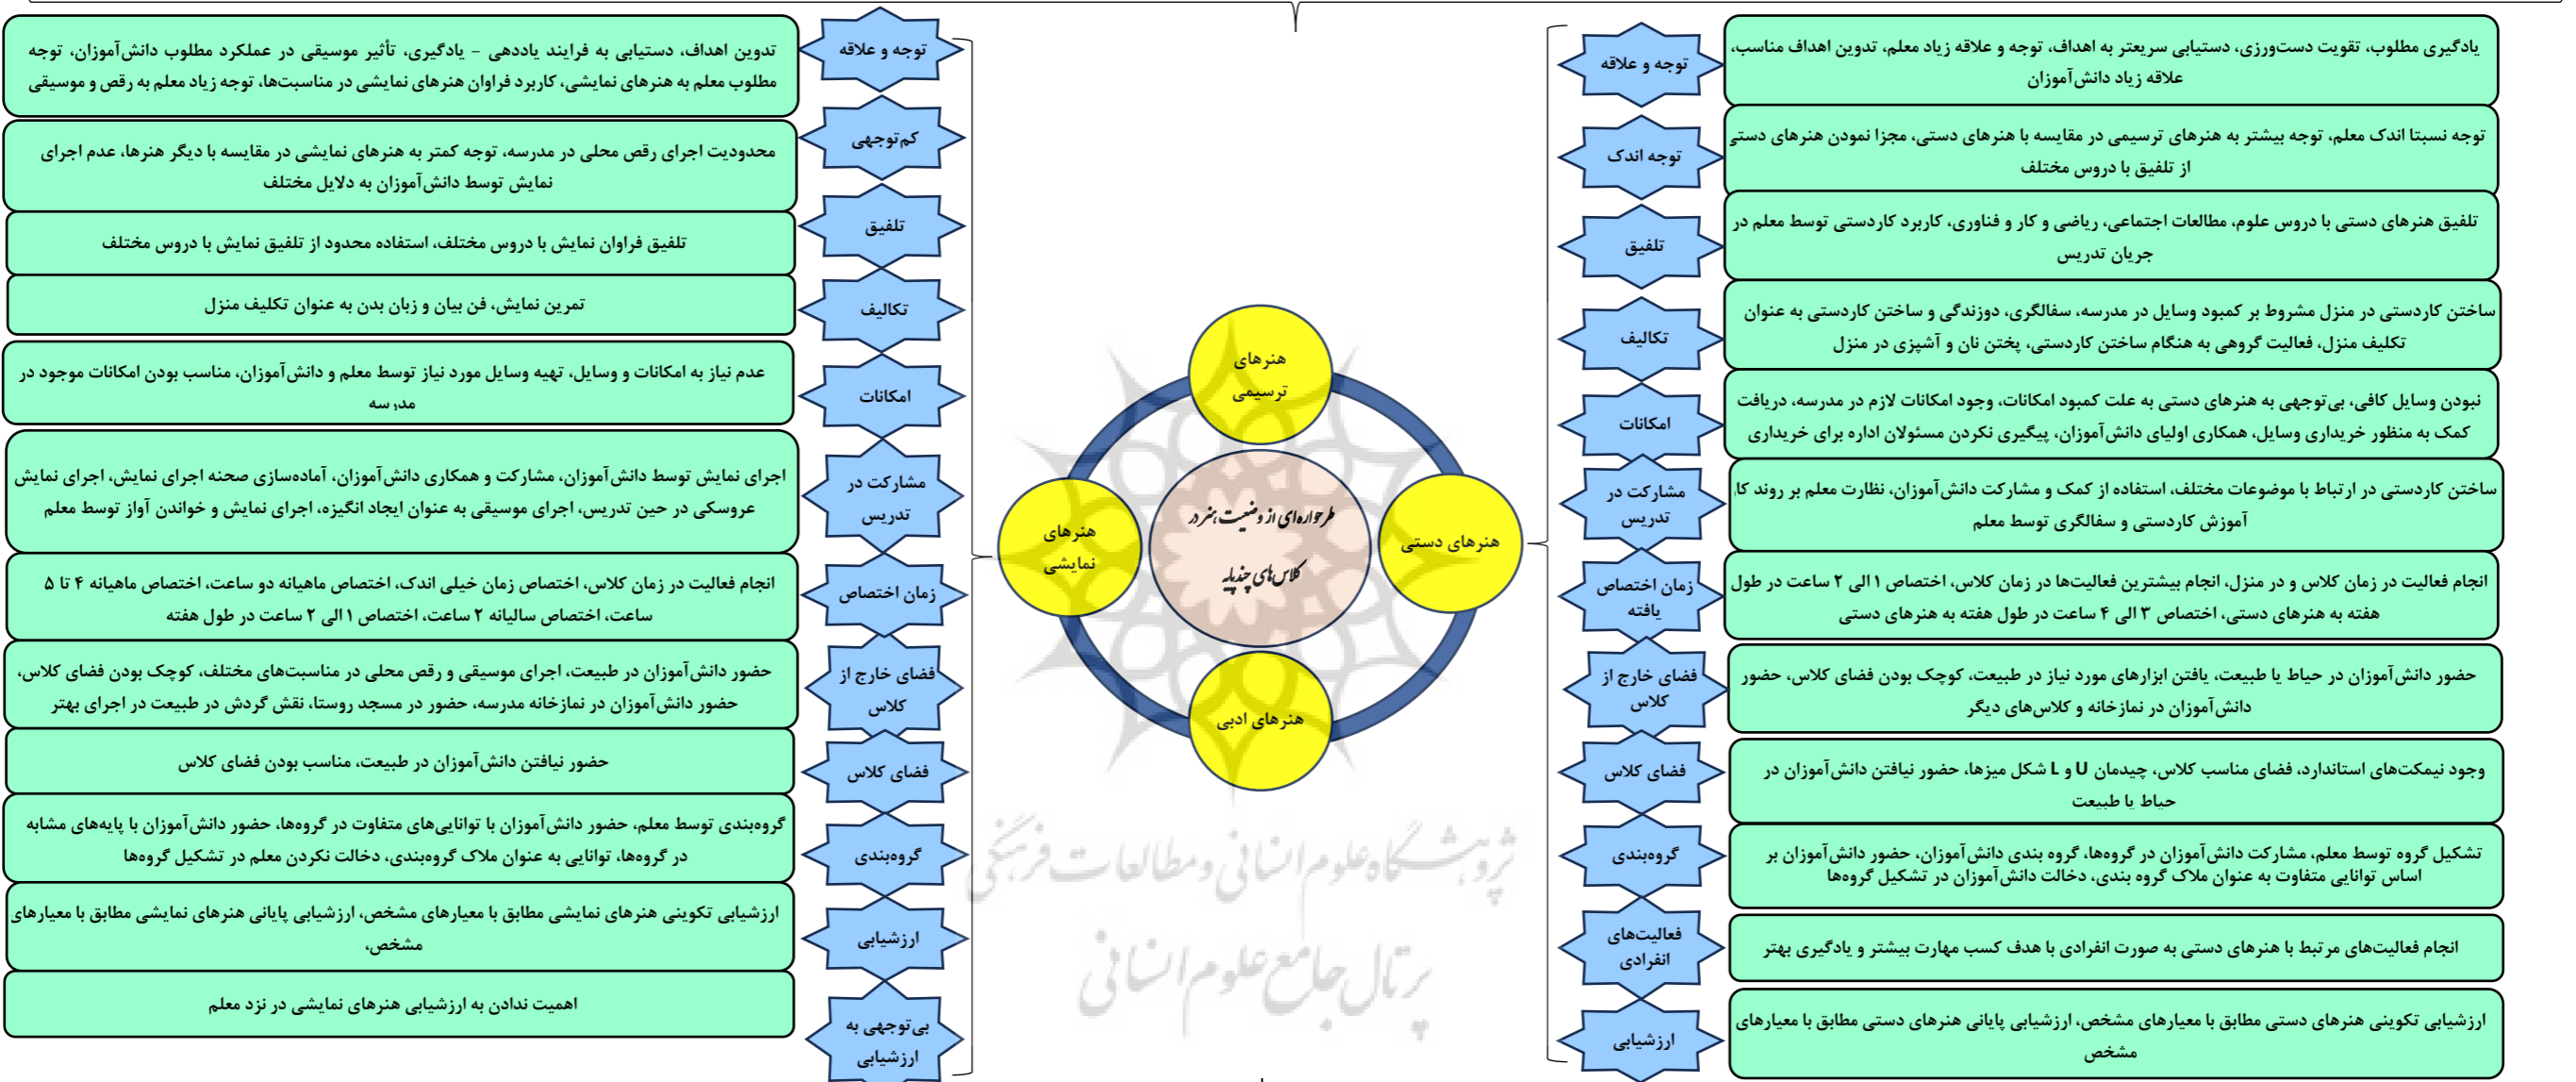 توجه و علاقه
یادگیری مطلوب، تقویت دست‌ورزی، دستیابی سریعتر به اهداف، توجه و علاقه زیاد معلم، تدوین اهداف مناسب،
علاقه زیاد دانش‌آموزان
توجه اندک
توجه نسبتا اندک معلم، توجه بیشتر به هنرهای ترسیمی در مقایسه با هنرهای دستی، مجزا نمودن هنرهای دستی
از تلفیق با دروس مختلف
تلفیق
تلفیق هنرهای دستی با دروس علوم، مطالعات اجتماعی، ریاضی و کار و فناوری، کاربرد کاردستی توسط معلم در
جریان تدریس
تکالیف
ساختن کاردستی در منزل مشروط بر کمبود وسایل در مدرسه، سفالگری، دوزندگی و ساختن کاردستی به عنوان
تکلیف منزل، فعالیت گروهی به هنگام ساختن کاردستی، پختن نان و آشپزی در منزل
امکانات
نبودن وسایل کافی، بی‌توجهی به هنرهای دستی به علت کمبود امکانات، وجود امکانات لازم در مدرسه، دریافت
کمک به منظور خریداری وسایل، همکاری اولیای دانش‌آموزان، پیگیری نکردن مسئولان اداره برای خریداری
مشارکت در
تدریس
ساختن کاردستی در ارتباط با موضوعات مختلف، استفاده از کمک و مشارکت دانش‌آموزان، نظارت معلم بر روند کار
آموزش کاردستی و سفالگری توسط معلم
زمان اختصاص
یافته
انجام فعالیت در زمان کلاس و در منزل، انجام بیشترین فعالیت‌ها در زمان کلاس، اختصاص ۱ الی ۲ ساعت در طول
هفته به هنرهای دستی، اختصاص ۳ الی ۴ ساعت در طول هفته به هنرهای دستی
فضای خارج از
کلاس
حضور دانش‌آموزان در حیاط یا طبیعت، یافتن ابزارهای مورد نیاز در طبیعت، کوچک بودن فضای کلاس، حضور
دانش‌آموزان در نمازخانه و کلاس‌های دیگر
فضای کلاس
وجود نیمکت‌های استاندارد، فضای مناسب کلاس، چیدمان U و L شکل میزها، حضور نیافتن دانش‌آموزان در
حیاط یا طبیعت
گروه‌بندی
تشکیل گروه توسط معلم، مشارکت دانش‌آموزان در گروه‌ها، گروه بندی دانش‌آموزان، حضور دانش‌آموزان بر
اساس توانایی متفاوت به عنوان ملاک گروه بندی، دخالت دانش‌آموزان در تشکیل گروه‌ها
فعالیت‌های
انفرادی
انجام فعالیت‌های مرتبط با هنرهای دستی به صورت انفرادی با هدف کسب مهارت بیشتر و یادگیری بهتر
ارزشیابی
ارزشیابی تکوینی هنرهای دستی مطابق با معیارهای مشخص، ارزشیابی پایانی هنرهای دستی مطابق با معیارهای
مشخص
هنرهای
ترسیمی
هنرهای دستی
طرحواره‌ای از وضعیت هنر در
کلاس‌های چندپایه
هنرهای
نمایشی
هنرهای ادبی
پژوهشگاه علوم انسانی و مطالعات فرهنگی
پرتال جامع علوم انسانی
توجه و علاقه
تدوین اهداف، دستیابی به فرایند یاددهی – یادگیری، تأثیر موسیقی در عملکرد مطلوب دانش‌آموزان، توجه
مطلوب معلم به هنرهای نمایشی، کاربرد فراوان هنرهای نمایشی در مناسبت‌ها، توجه زیاد معلم به رقص و موسیقی
کم‌توجهی
محدودیت اجرای رقص محلی در مدرسه، توجه کمتر به هنرهای نمایشی در مقایسه با دیگر هنرها، عدم اجرای
نمایش توسط دانش‌آموزان به دلایل مختلف
تلفیق
تلفیق فراوان نمایش با دروس مختلف، استفاده محدود از تلفیق نمایش با دروس مختلف
تکالیف
تمرین نمایش، فن بیان و زبان بدن به عنوان تکلیف منزل
امکانات
عدم نیاز به امکانات و وسایل، تهیه وسایل مورد نیاز توسط معلم و دانش‌آموزان، مناسب بودن امکانات موجود در
مدرسه
مشارکت در
تدریس
اجرای نمایش توسط دانش‌آموزان، مشارکت و همکاری دانش‌آموزان، آماده‌سازی صحنه اجرای نمایش، اجرای نمایش
عروسکی در حین تدریس، اجرای موسیقی به عنوان ایجاد انگیزه، اجرای نمایش و خواندن آواز توسط معلم
زمان اختصاص
انجام فعالیت در زمان کلاس، اختصاص زمان خیلی اندک، اختصاص ماهیانه دو ساعت، اختصاص ماهیانه ۴ تا ۵
ساعت، اختصاص سالیانه ۲ ساعت، اختصاص ۱ الی ۲ ساعت در طول هفته
فضای خارج از
کلاس
حضور دانش‌آموزان در طبیعت، اجرای موسیقی و رقص محلی در مناسبت‌های مختلف، کوچک بودن فضای کلاس،
حضور دانش‌آموزان در نمازخانه مدرسه، حضور در مسجد روستا، نقش گردش در طبیعت در اجرای بهتر
فضای کلاس
حضور نیافتن دانش‌آموزان در طبیعت، مناسب بودن فضای کلاس
گروه‌بندی
گروه‌بندی توسط معلم، حضور دانش‌آموزان با توانایی‌های متفاوت در گروه‌ها، حضور دانش‌آموزان با پایه‌های مشابه
در گروه‌ها، توانایی به عنوان ملاک گروه‌بندی، دخالت نکردن معلم در تشکیل گروه‌ها
ارزشیابی
ارزشیابی تکوینی هنرهای نمایشی مطابق با معیارهای مشخص، ارزشیابی پایانی هنرهای نمایشی مطابق با معیارهای
مشخص،
بی‌توجهی به
ارزشیابی
اهمیت ندادن به ارزشیابی هنرهای نمایشی در نزد معلم